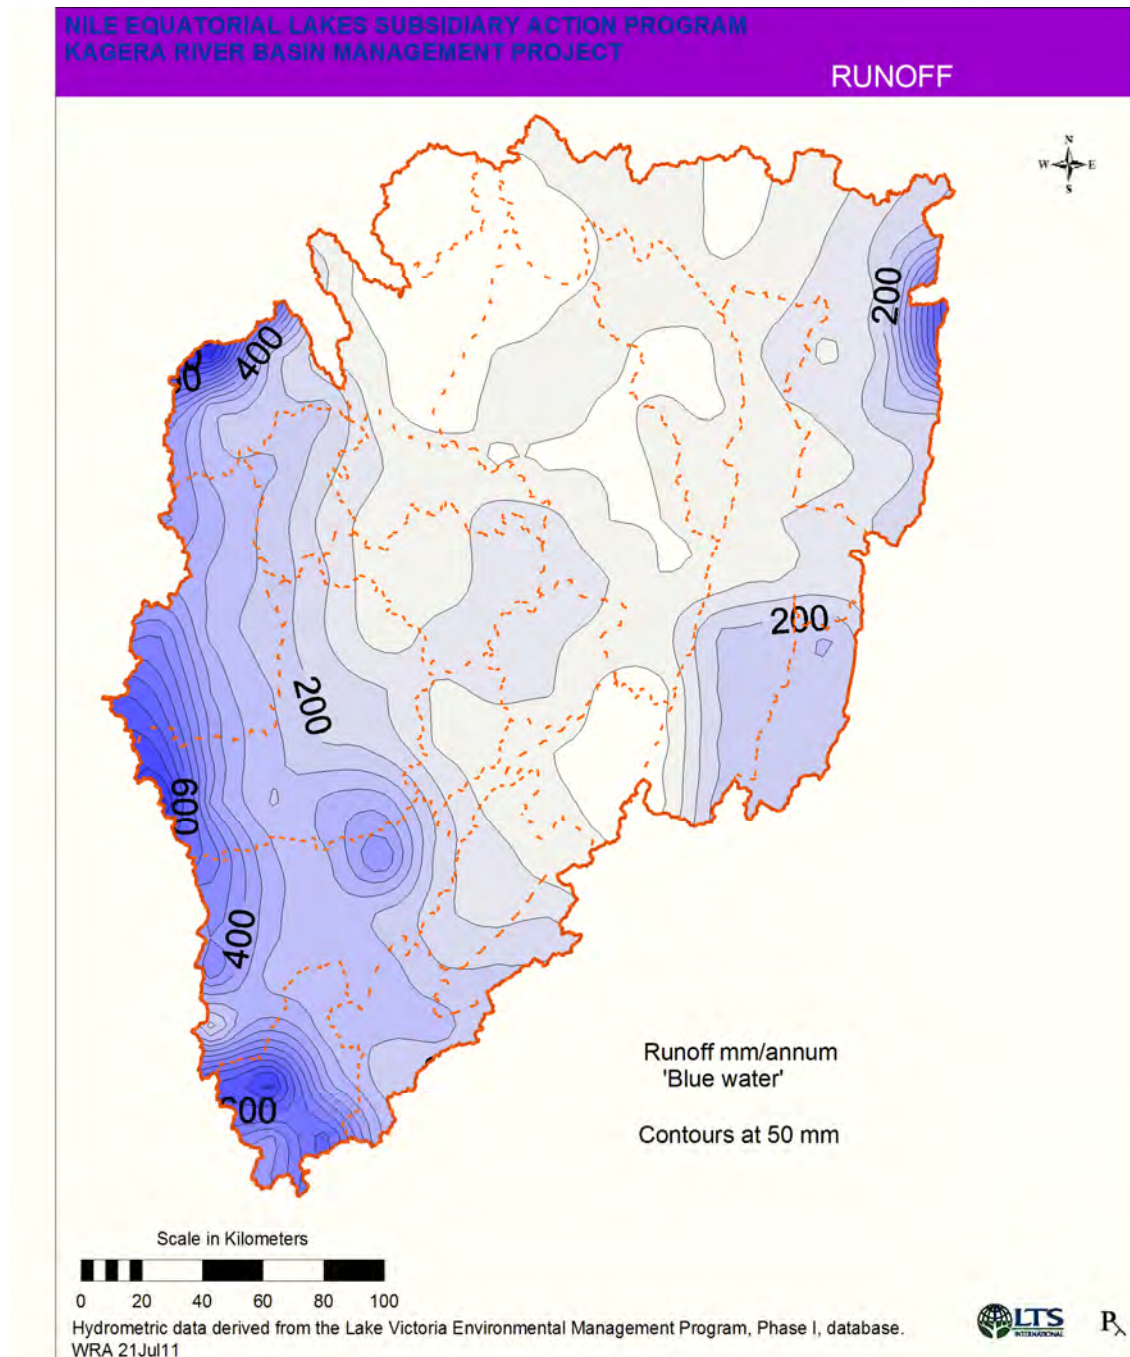 NILE EQUATORIAL LAKES SUBSIDIARY ACTION PROGRAM
KAGERA RIVER BASIN MANAGEMENT PROJECT
RUNOFF
N
W E
S
200
400
200
200
600
400
Runoff mm/annum
'Blue water'
Contours at 50 mm
Scale in Kilometers
0 20 40 60 80 100
Hydrometric data derived from the Lake Victoria Environmental Management Program, Phase I, database.
WRA 21Jul11
LTS
INTERNATIONAL